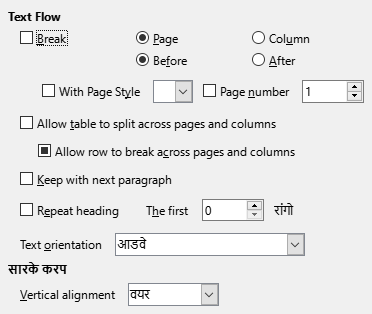 Text Flow
Break Page Column
Before After
With Page Style Page number 1
Allow table to split across pages and columns
Allow row to break across pages and columns
Keep with next paragraph
Repeat heading The first 0 रांगो
Text orientation आडवे
सारके करप
Vertical alignment वयर